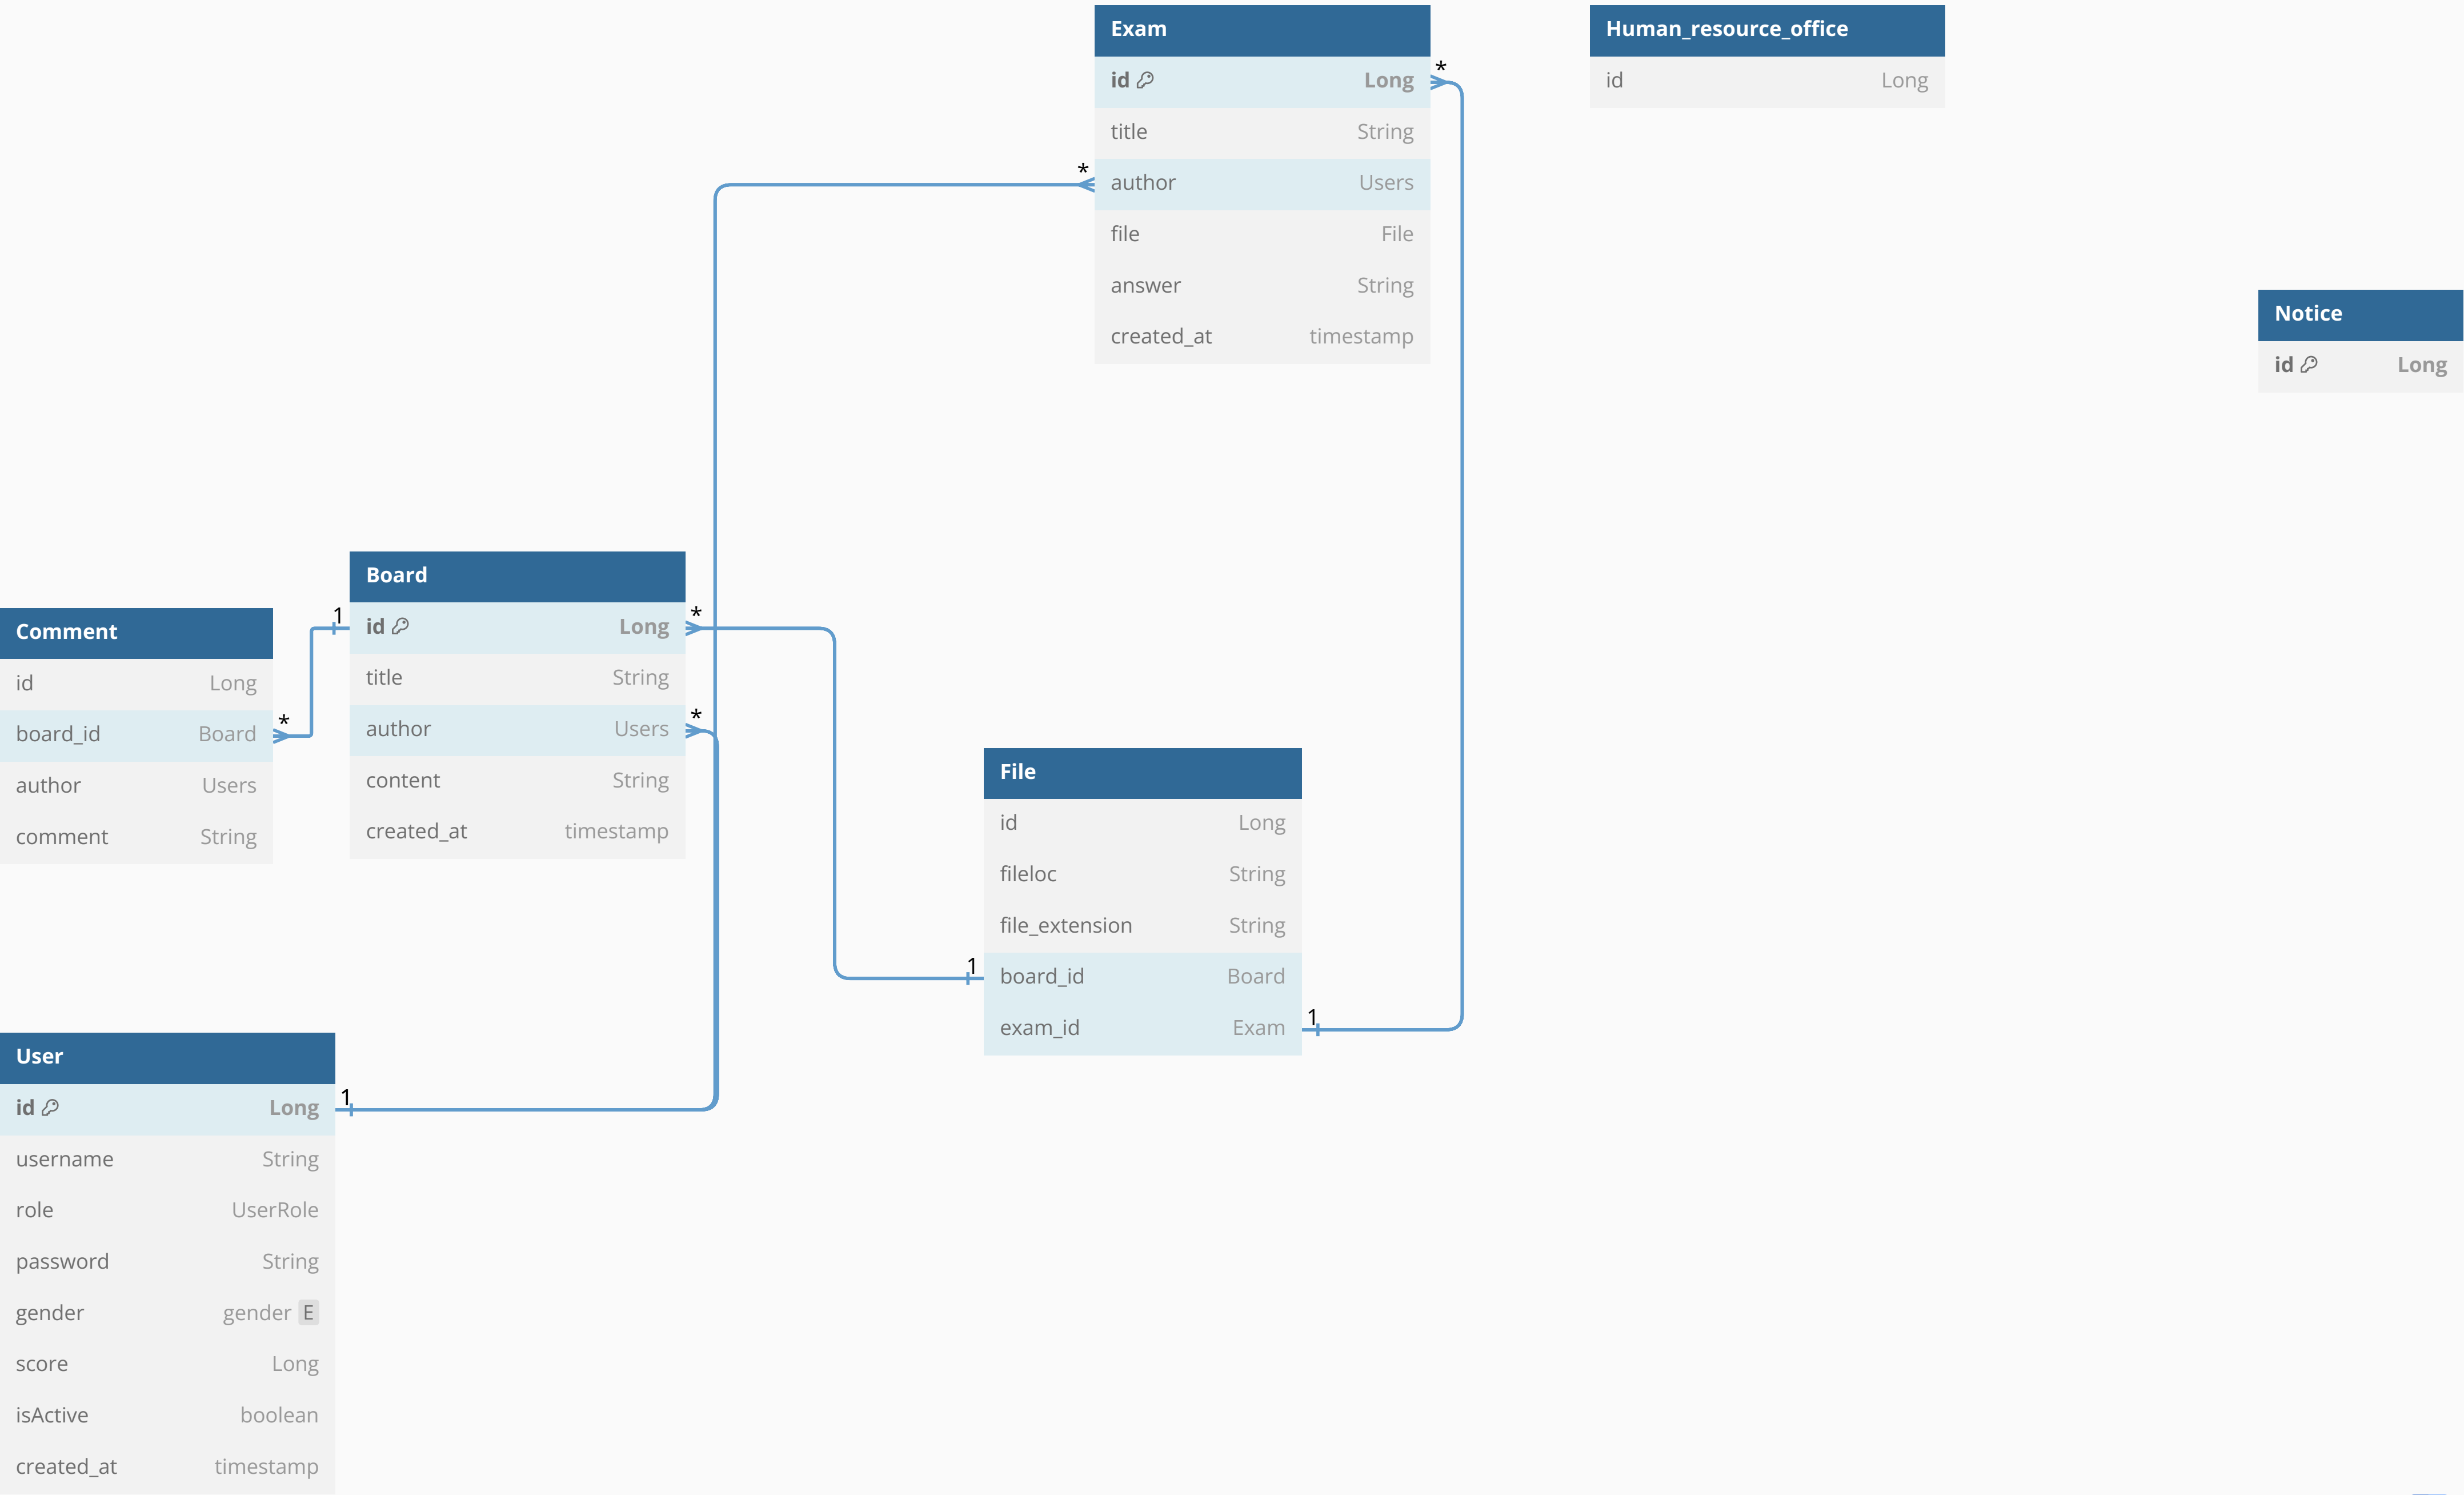 Exam
id Long
title String
author Users
file File
answer String
created_at timestamp
*
*
Human_resource_office
id Long
Notice
id Long
Board
id Long
title String
author Users
content String
created_at timestamp
1
*
*
Comment
id Long
board_id Board
author Users
comment String
*
File
id Long
fileloc String
file_extension String
board_id Board
exam_id Exam
1
1
User
id Long
username String
role UserRole
password String
gender gender E
score Long
isActive boolean
created_at timestamp
1